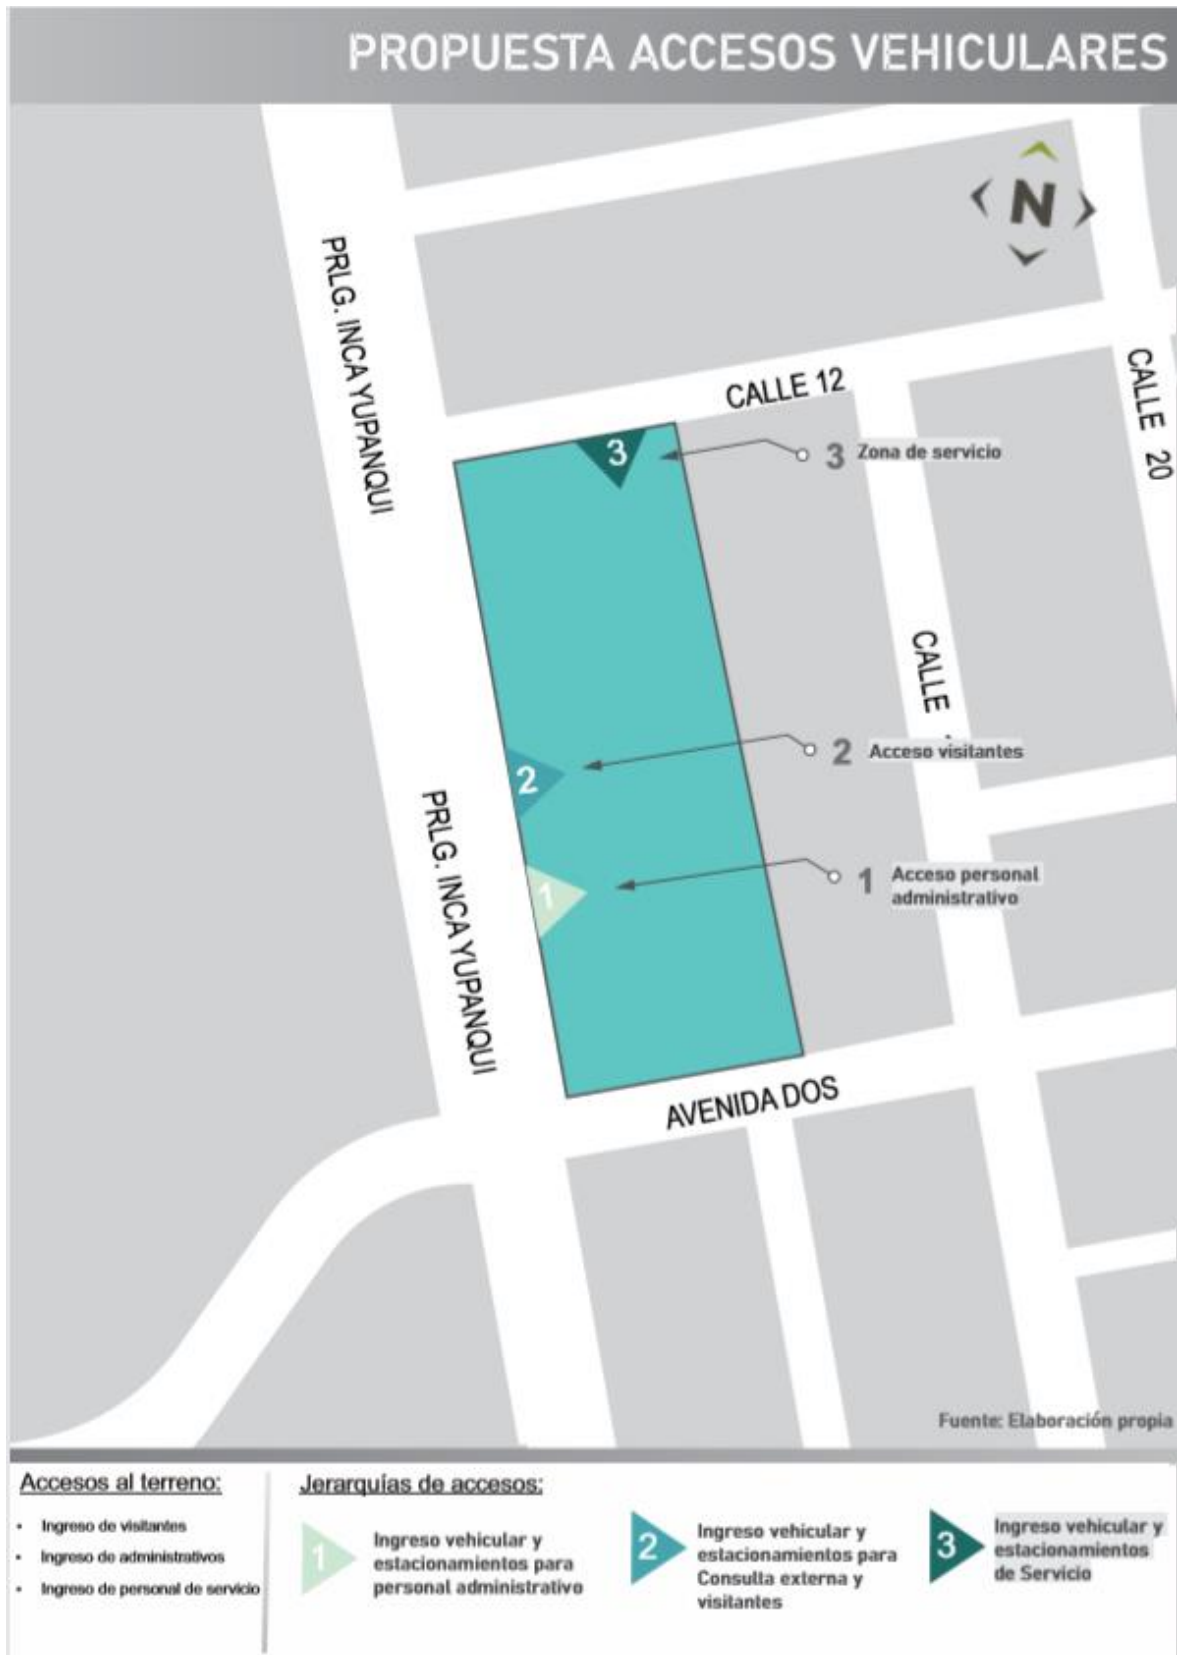 PROPUESTA ACCESOS VEHICULARES
N
PRLG. INCA YUPANQUI
CALLE 12
CALLE 20
3
3 Zona de servicio
CALLE
2
2 Acceso visitantes
PRLG. INCA YUPANQUI
1
1 Acceso personal
administrativo
AVENIDA DOS
Fuente: Elaboración propia
Accesos al terreno:
• Ingreso de visitantes
• Ingreso de administrativos
• Ingreso de personal de servicio
Jerarquías de accesos:
1
Ingreso vehicular y
estacionamientos para
personal administrativo
2
Ingreso vehicular y
estacionamientos para
Consulta externa y
visitantes
3
Ingreso vehicular y
estacionamientos
de Servicio